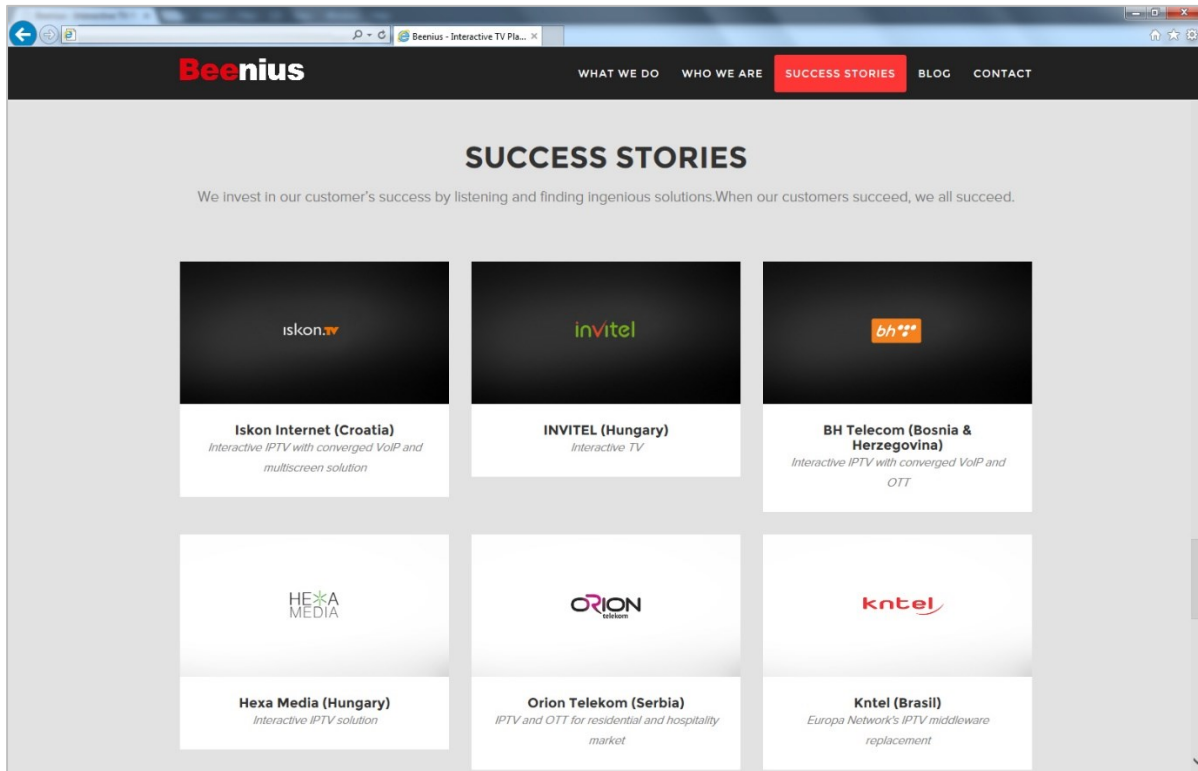 Beenius - Interactive TV Pla...
Beenius
WHAT WE DO
WHO WE ARE
SUCCESS STORIES
BLOG
CONTACT
SUCCESS STORIES
We invest in our customer's success by listening and finding ingenious solutions.When our customers succeed, we all succeed.
ıskon.TV
invitel
bh
Iskon Internet (Croatia)
Interactive IPTV with converged VoIP and
multiscreen solution
INVITEL (Hungary)
Interactive TV
BH Telecom (Bosnia &
Herzegovina)
Interactive IPTV with converged VoIP and
OTT
HEXA
MEDIA
ORION
telekom
kntel
Hexa Media (Hungary)
Interactive IPTV solution
Orion Telekom (Serbia)
IPTV and OTT for residential and hospitality
market
Kntel (Brasil)
Europa Network's IPTV middleware
replacement